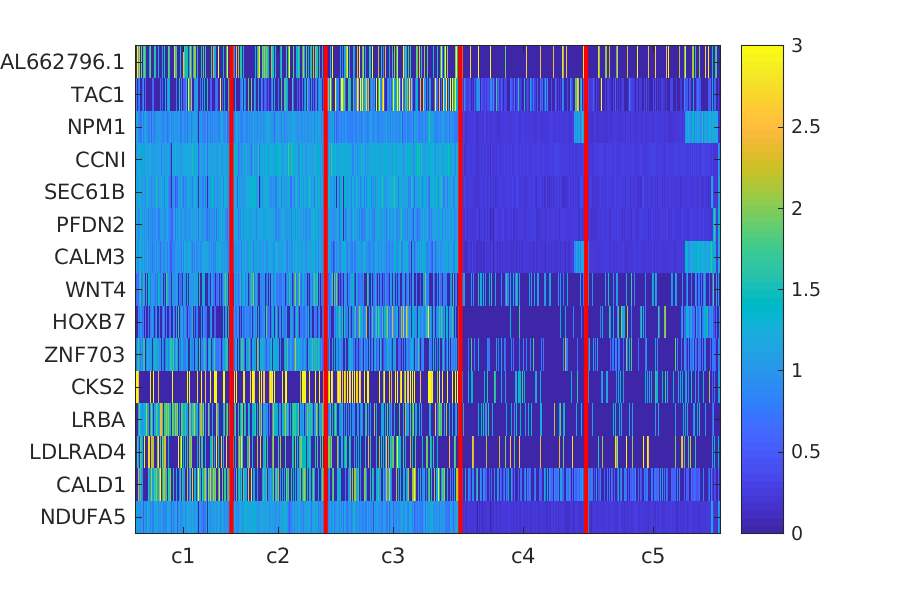 AL662796.1
TAC1
NPM1
CCNI
SEC61B
PFDN2
CALM3
WNT4
HOXB7
ZNF703
CKS2
LRBA
LDLRAD4
CALD1
NDUFA5
c1 c2 c3 c4 c5
3
2.5
2
1.5
1
0.5
0